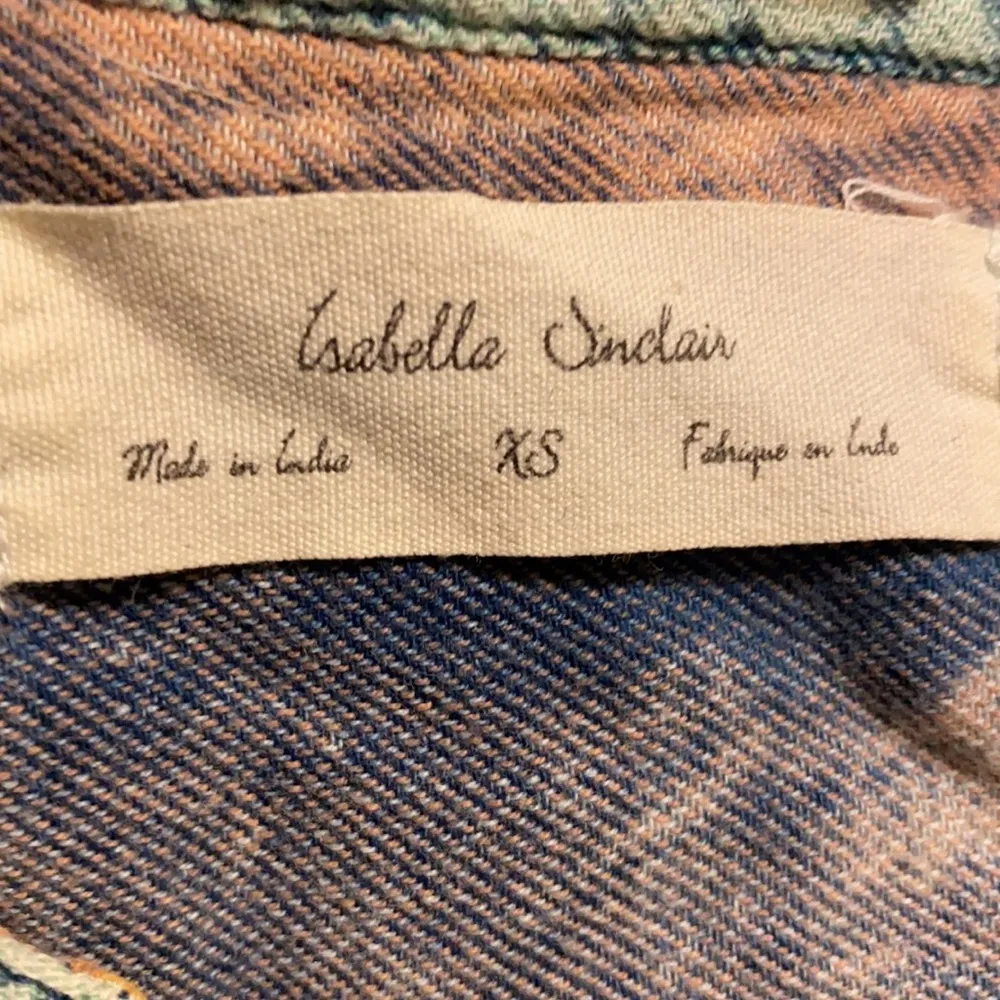 Isabella Sinclair
Made in India XS Fabrique en Inde